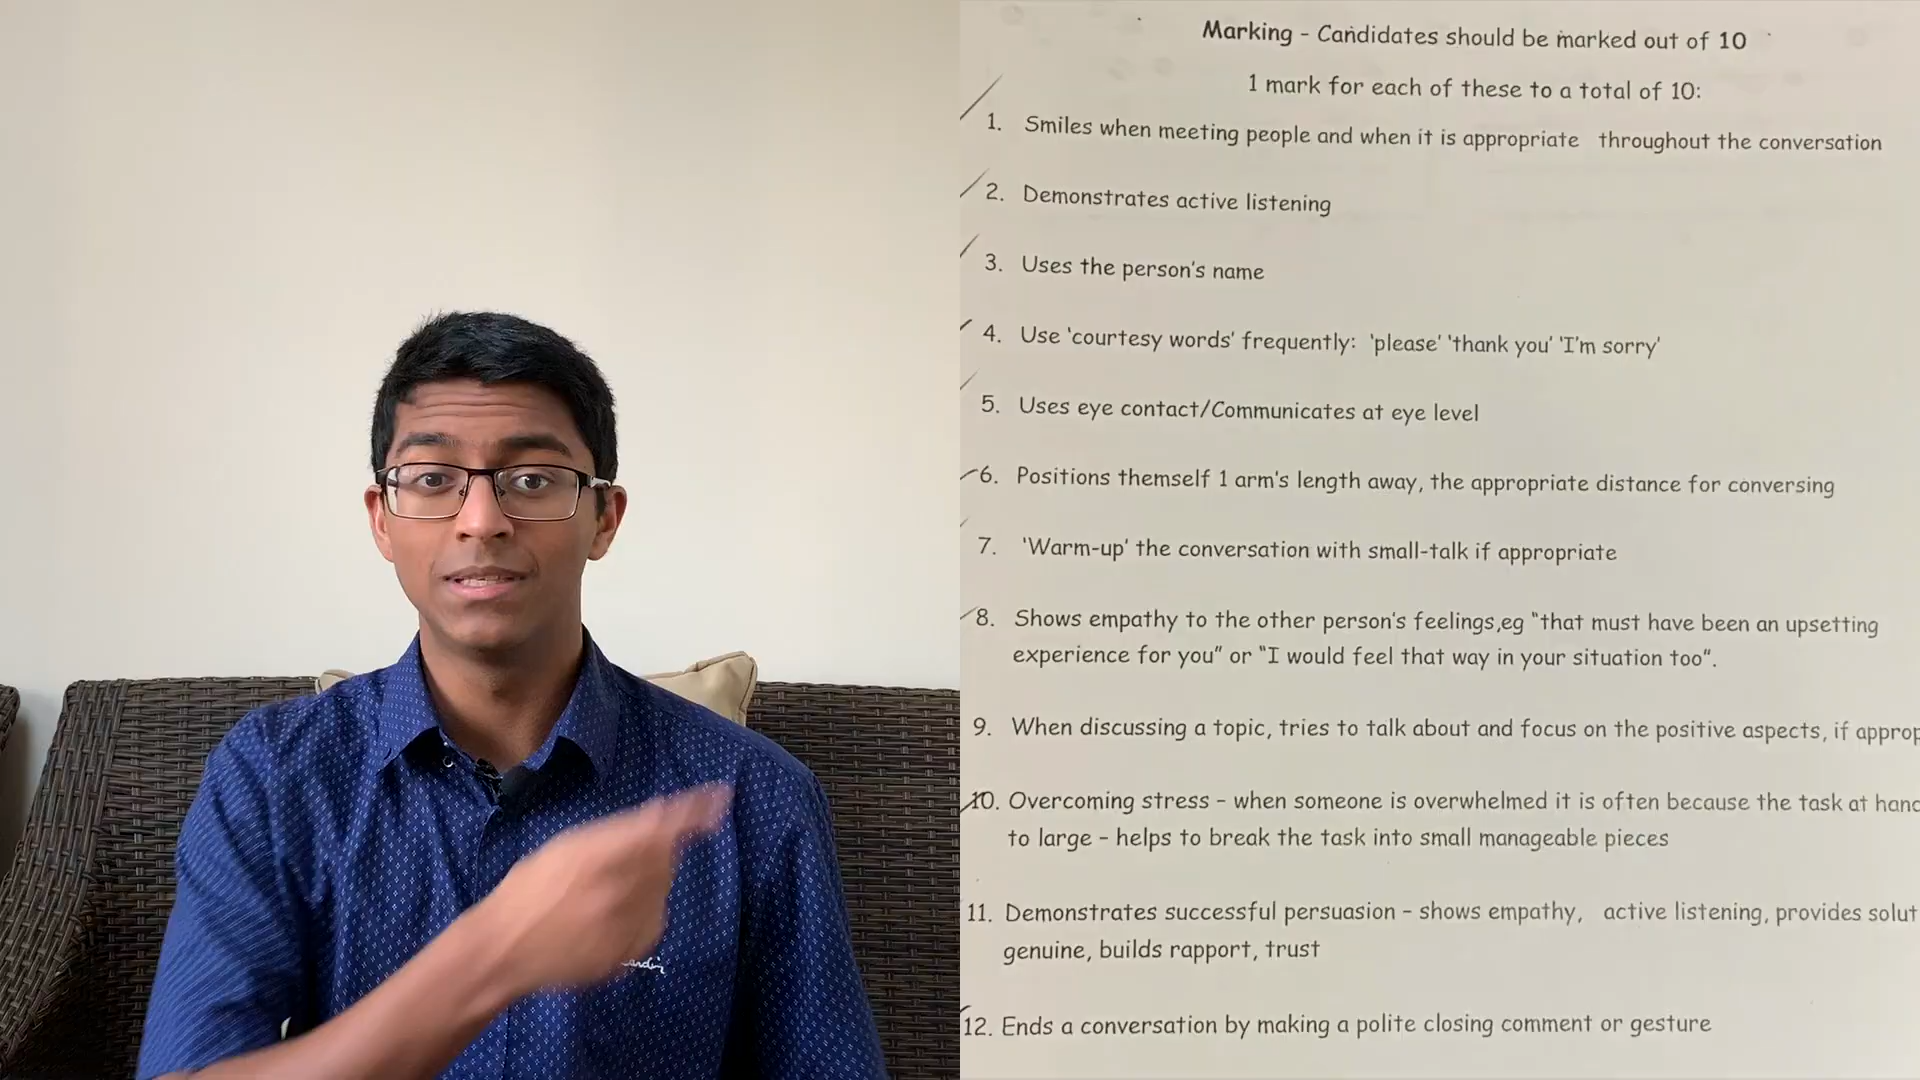 Marking - Candidates should be marked out of 10
1 mark for each of these to a total of 10:
1. Smiles when meeting people and when it is appropriate throughout the conversation
2. Demonstrates active listening
3. Uses the person's name
4. Use 'courtesy words' frequently: 'please' 'thank you' 'I'm sorry'
5. Uses eye contact/Communicates at eye level
6. Positions themself 1 arm's length away, the appropriate distance for conversing
7. 'Warm-up' the conversation with small-talk if appropriate
8. Shows empathy to the other person's feelings,eg "that must have been an upsetting
experience for you" or "I would feel that way in your situation too".
9. When discussing a topic, tries to talk about and focus on the positive aspects, if
10. Overcoming stress - when someone is overwhelmed it is often because the task at
to large - helps to break the task into small manageable pieces
11. Demonstrates successful persuasion - shows empathy, active listening, provides
genuine, builds rapport, trust
12. Ends a conversation by making a polite closing comment or gesture